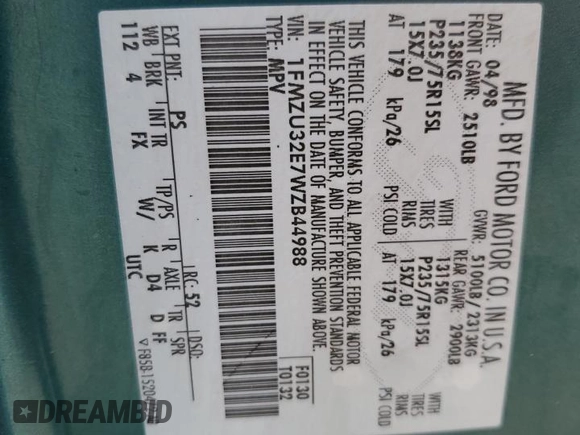 MFD. BY FORD MOTOR CO. IN U.S.A.
DATE: 04/98 GVWR: 5100LB / 2313KG
FRONT GAWR: 2510LB REAR GAWR: 2900LB
1138KG WITH 1315KG WITH
P235/75R15SL TIRES P235/75R15SL TIRES
15X7.0J RIMS 15X7.0J RIMS
AT 179 kPa/26 PSI COLD AT 179 kPa/26 PSI COLD
THIS VEHICLE CONFORMS TO ALL APPLICABLE FEDERAL MOTOR
VEHICLE SAFETY, BUMPER, AND THEFT PREVENTION STANDARDS
IN EFFECT ON THE DATE OF MANUFACTURE SHOWN ABOVE.
1FMZU32E7WZB44988 F0130
TYPE: MPV T0132
EXT PNT: PS RC: 52 DSO:
WB BRK INT TR TP/PS R AXLE TR SPR
112 4 FX W/ K D4 D FF
UTC
DREAMBID